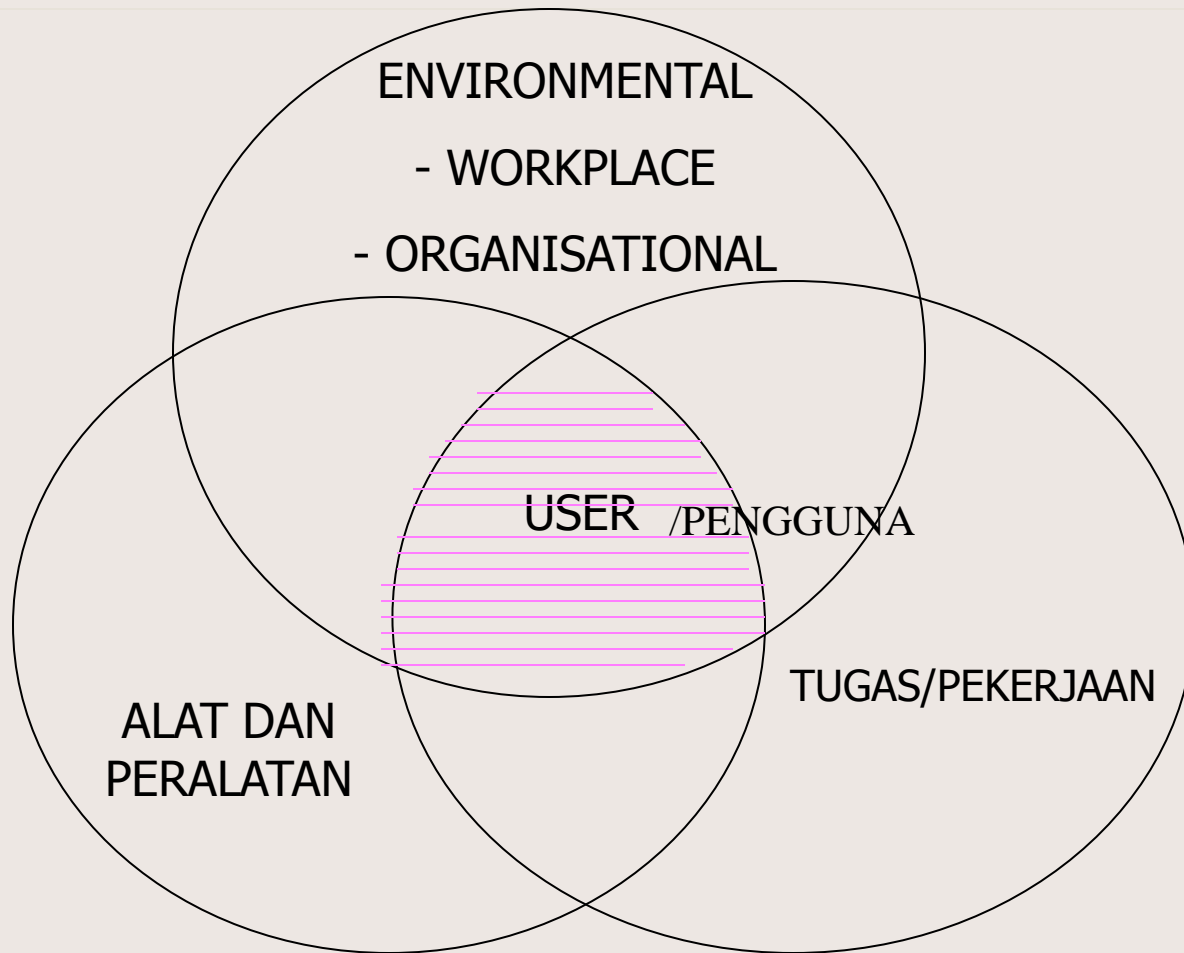 ENVIRONMENTAL
- WORKPLACE
- ORGANISATIONAL
USER /PENGGUNA
TUGAS/PEKERJAAN
ALAT DAN
PERALATAN